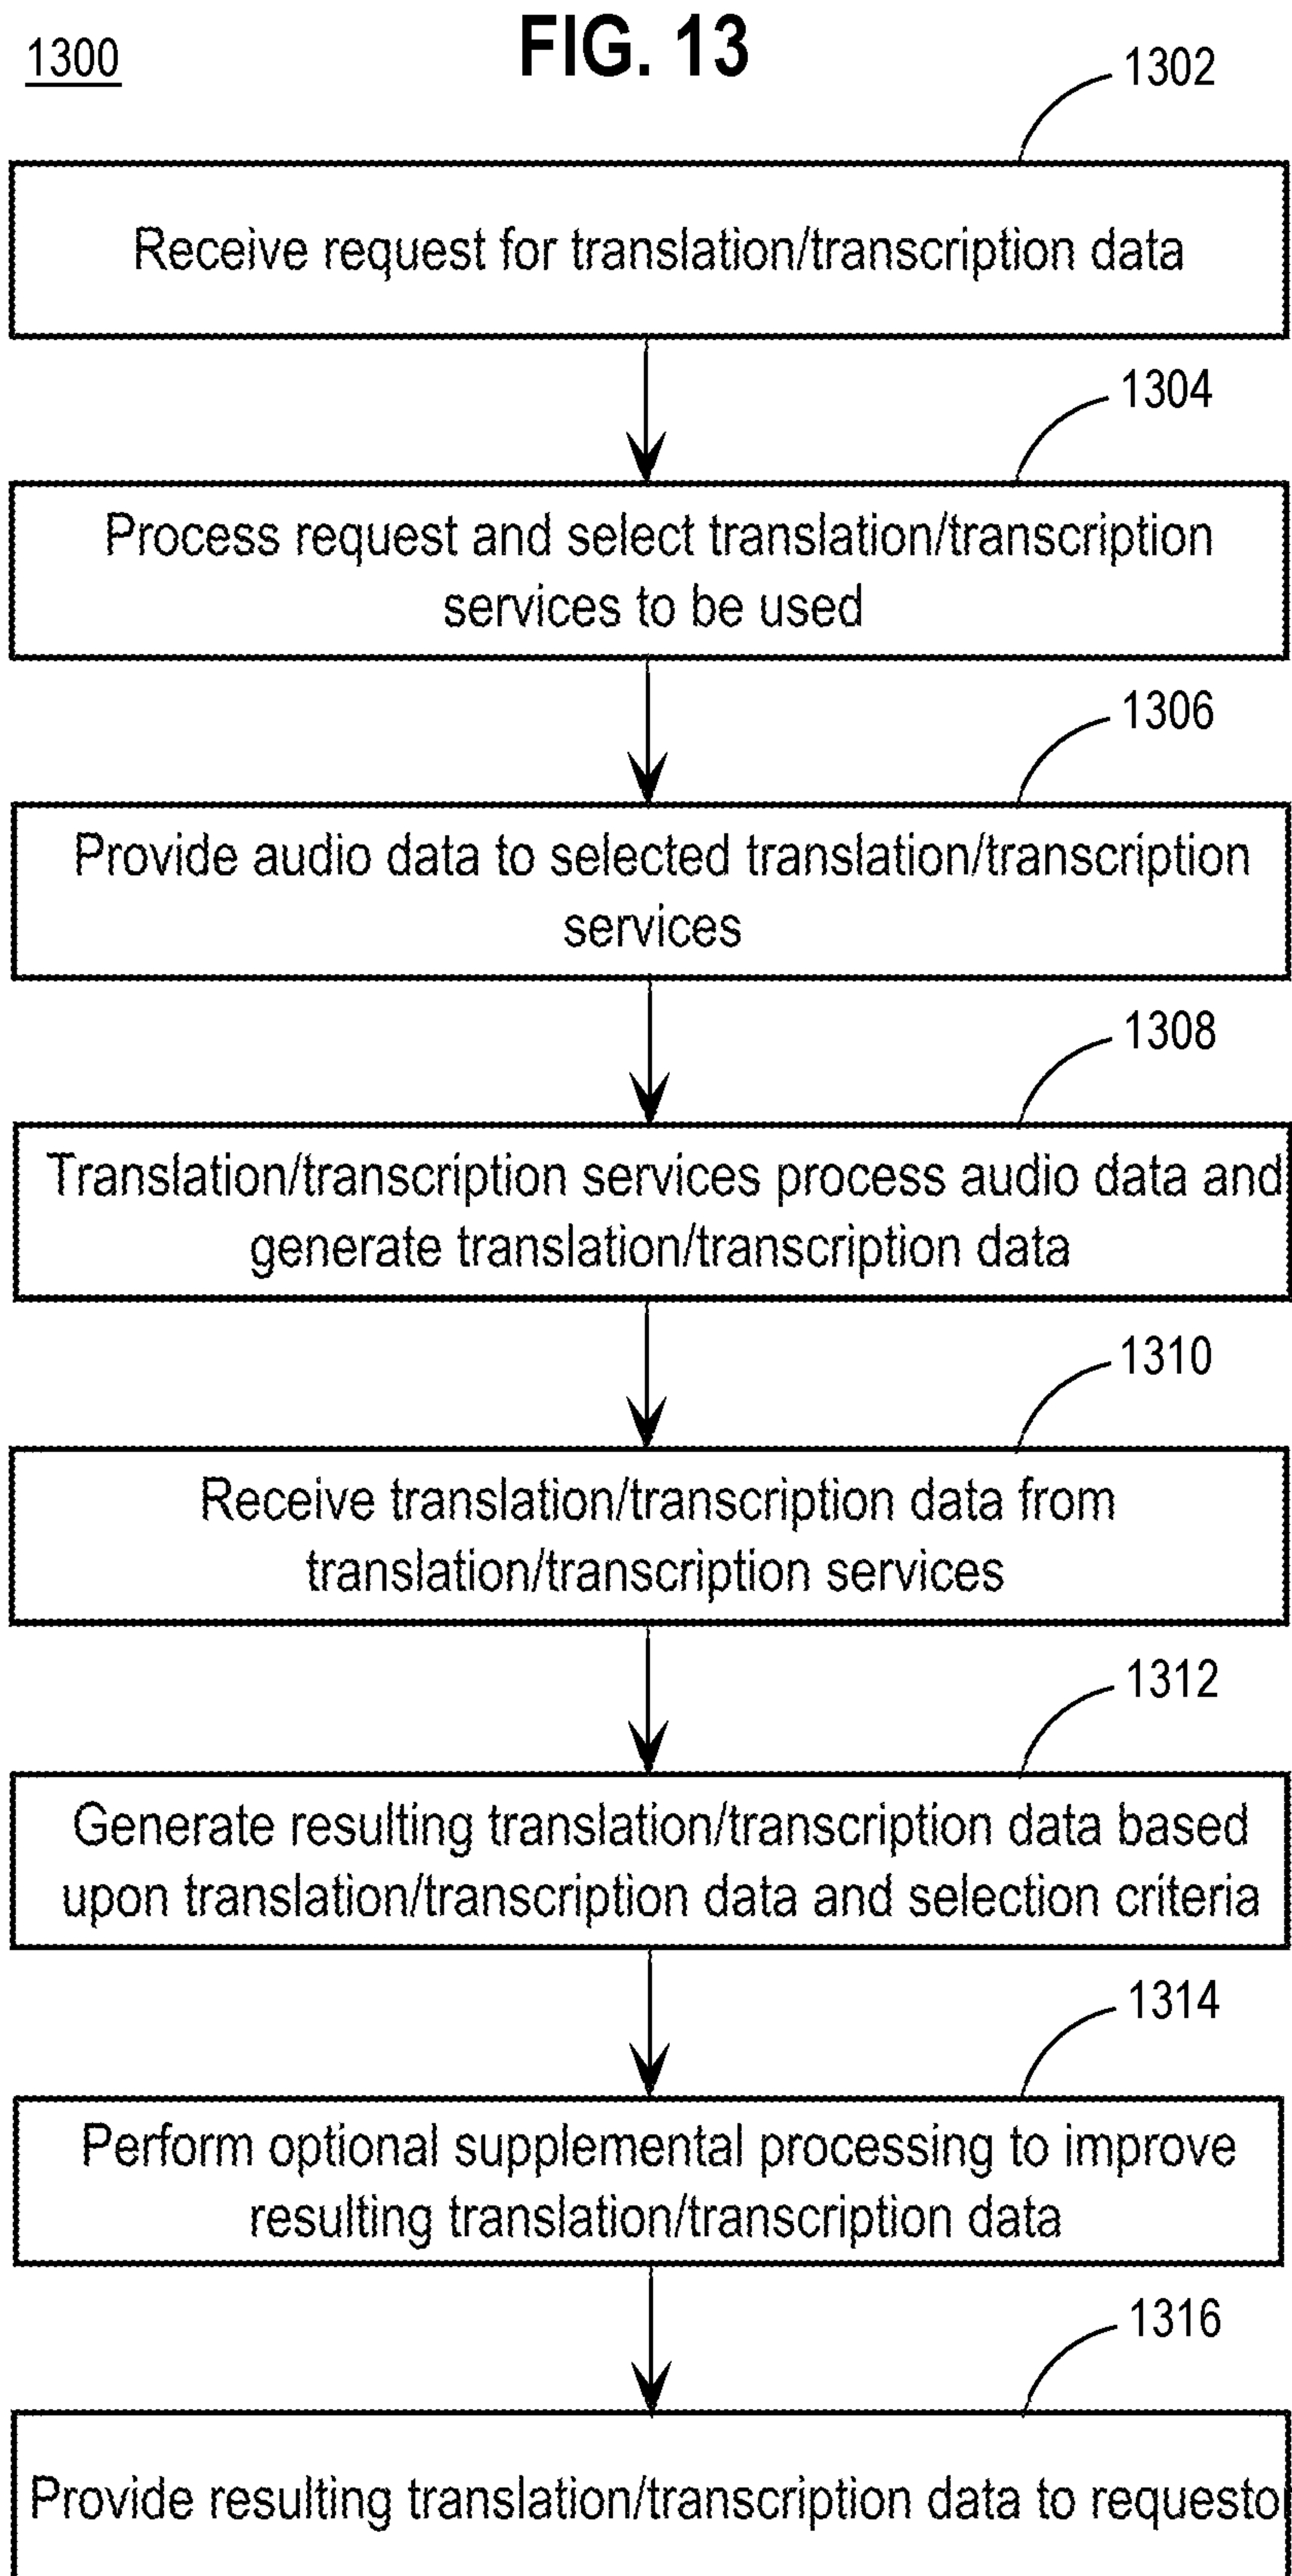 1300
FIG. 13
1302
Receive request for translation/transcription data
1304
Process request and select translation/transcription
services to be used
1306
Provide audio data to selected translation/transcription
services
1308
Translation/transcription services process audio data and
generate translation/transcription data
1310
Receive translation/transcription data from
translation/transcription services
1312
Generate resulting translation/transcription data based
upon translation/transcription data and selection criteria
1314
Perform optional supplemental processing to improve
resulting translation/transcription data
1316
Provide resulting translation/transcription data to requestor